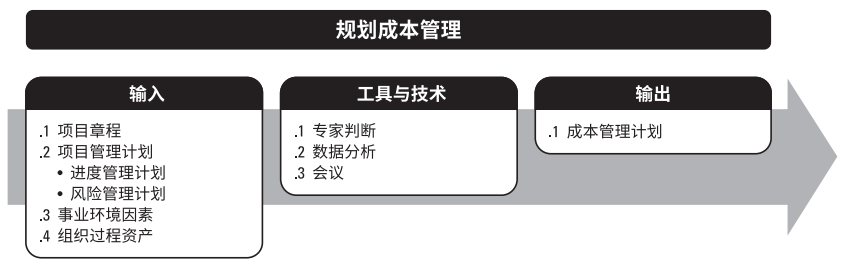 规划成本管理
输入
.1 项目章程
.2 项目管理计划
• 进度管理计划
• 风险管理计划
.3 事业环境因素
.4 组织过程资产
工具与技术
.1 专家判断
.2 数据分析
.3 会议
输出
.1 成本管理计划